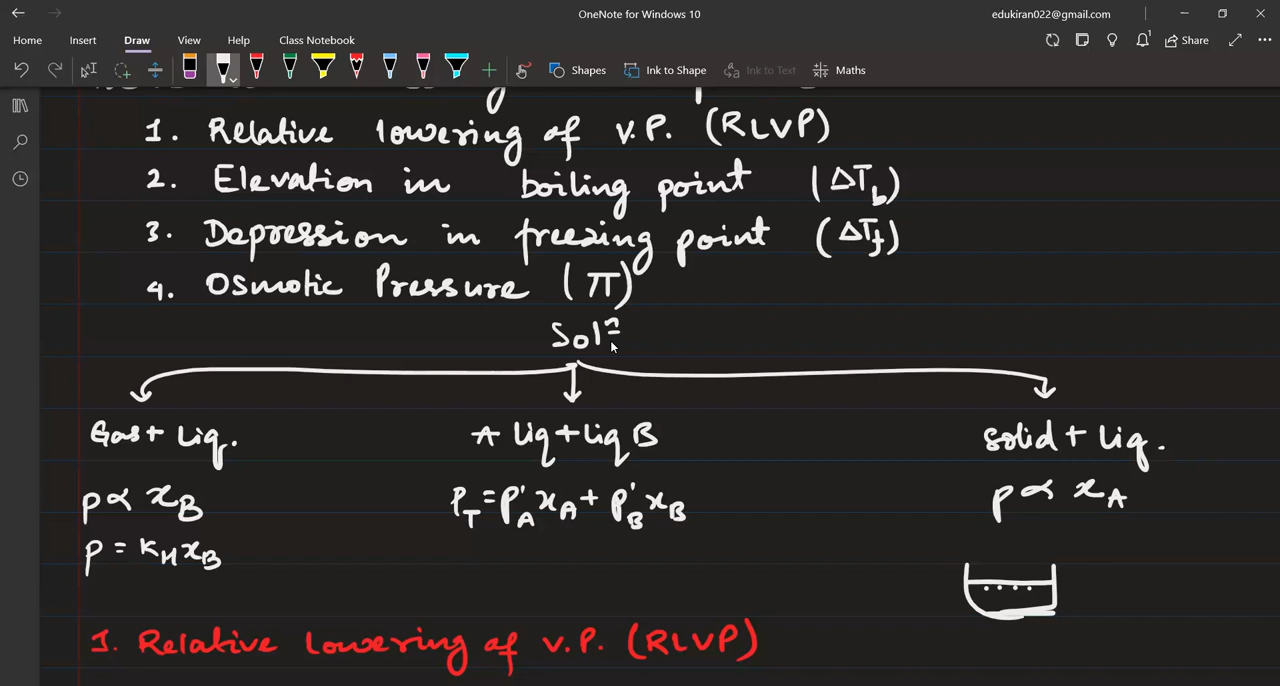 OneNote for Windows 10
edukiran022@gmail.com
Home Insert Draw View Help Class Notebook
Share
Shapes Ink to Shape Ink to Text Maths
1. Relative lowering of V.P. (RLVP)
2. Elevation in boiling point (ΔTb)
3. Depression in freezing point (ΔTf)
4. Osmotic Pressure (π)
Solⁿ
Gas + Liq. A Liq + Liq B Solid + Liq.
p ∝ xB PT = P'A xA + P'B xB p ∝ xA
p = KH xB
1. Relative lowering of V.P. (RLVP)